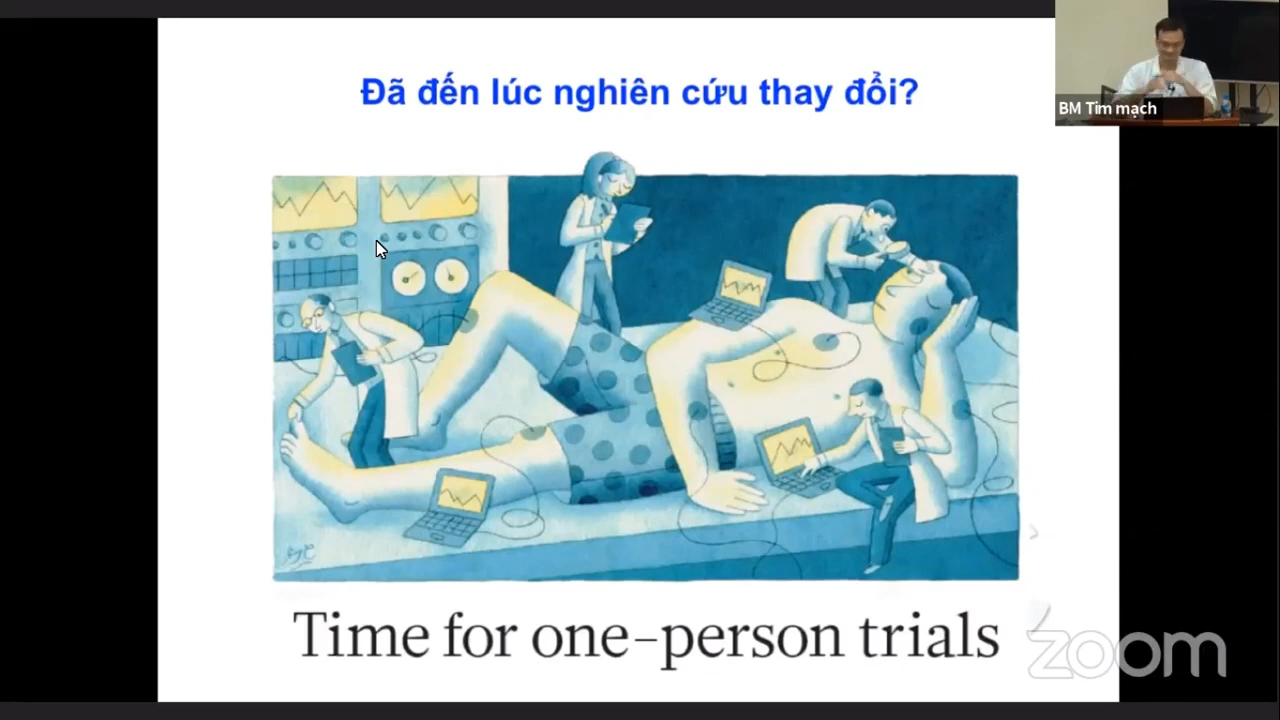 Đã đến lúc nghiên cứu thay đổi?
BM Tim mạch
Time for one-person trials
zoom